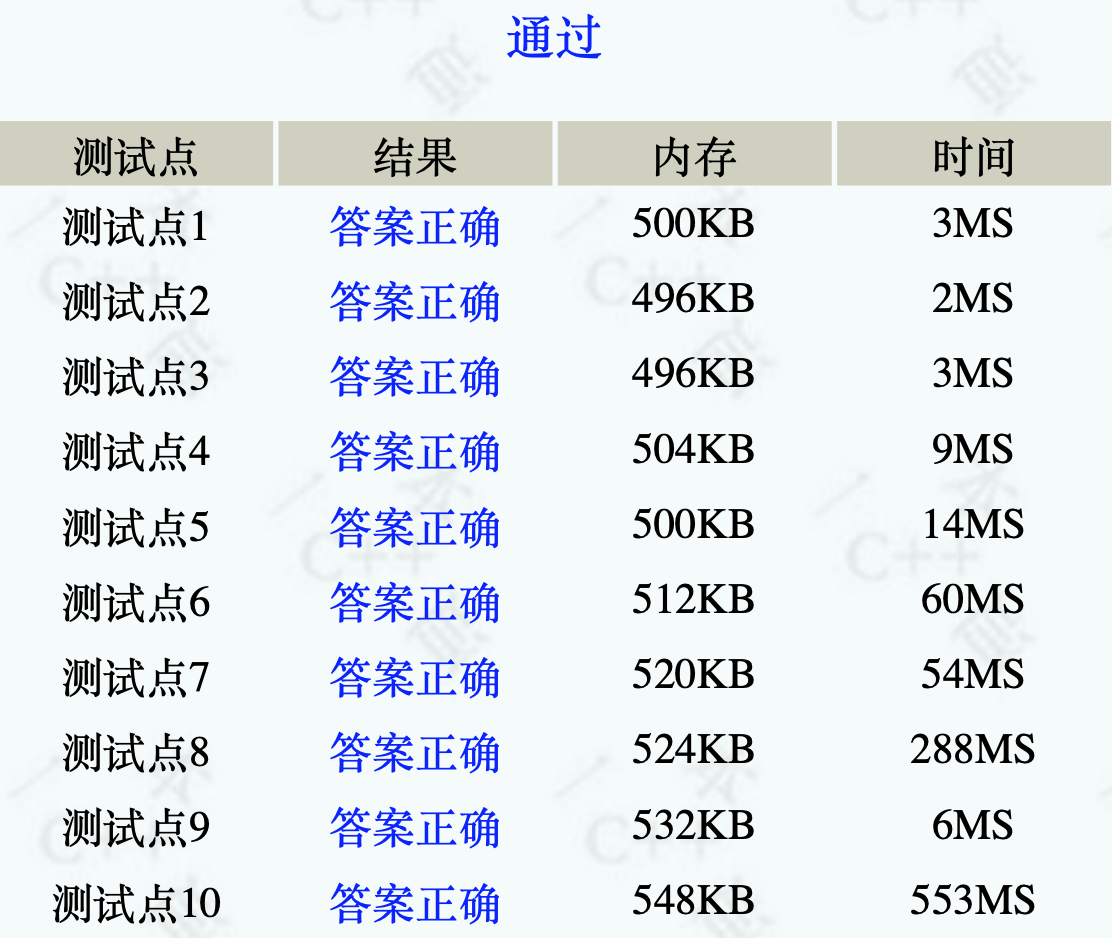 通过
测试点 结果 内存 时间
测试点1 答案正确 500KB 3MS
测试点2 答案正确 496KB 2MS
测试点3 答案正确 496KB 3MS
测试点4 答案正确 504KB 9MS
测试点5 答案正确 500KB 14MS
测试点6 答案正确 512KB 60MS
测试点7 答案正确 520KB 54MS
测试点8 答案正确 524KB 288MS
测试点9 答案正确 532KB 6MS
测试点10 答案正确 548KB 553MS